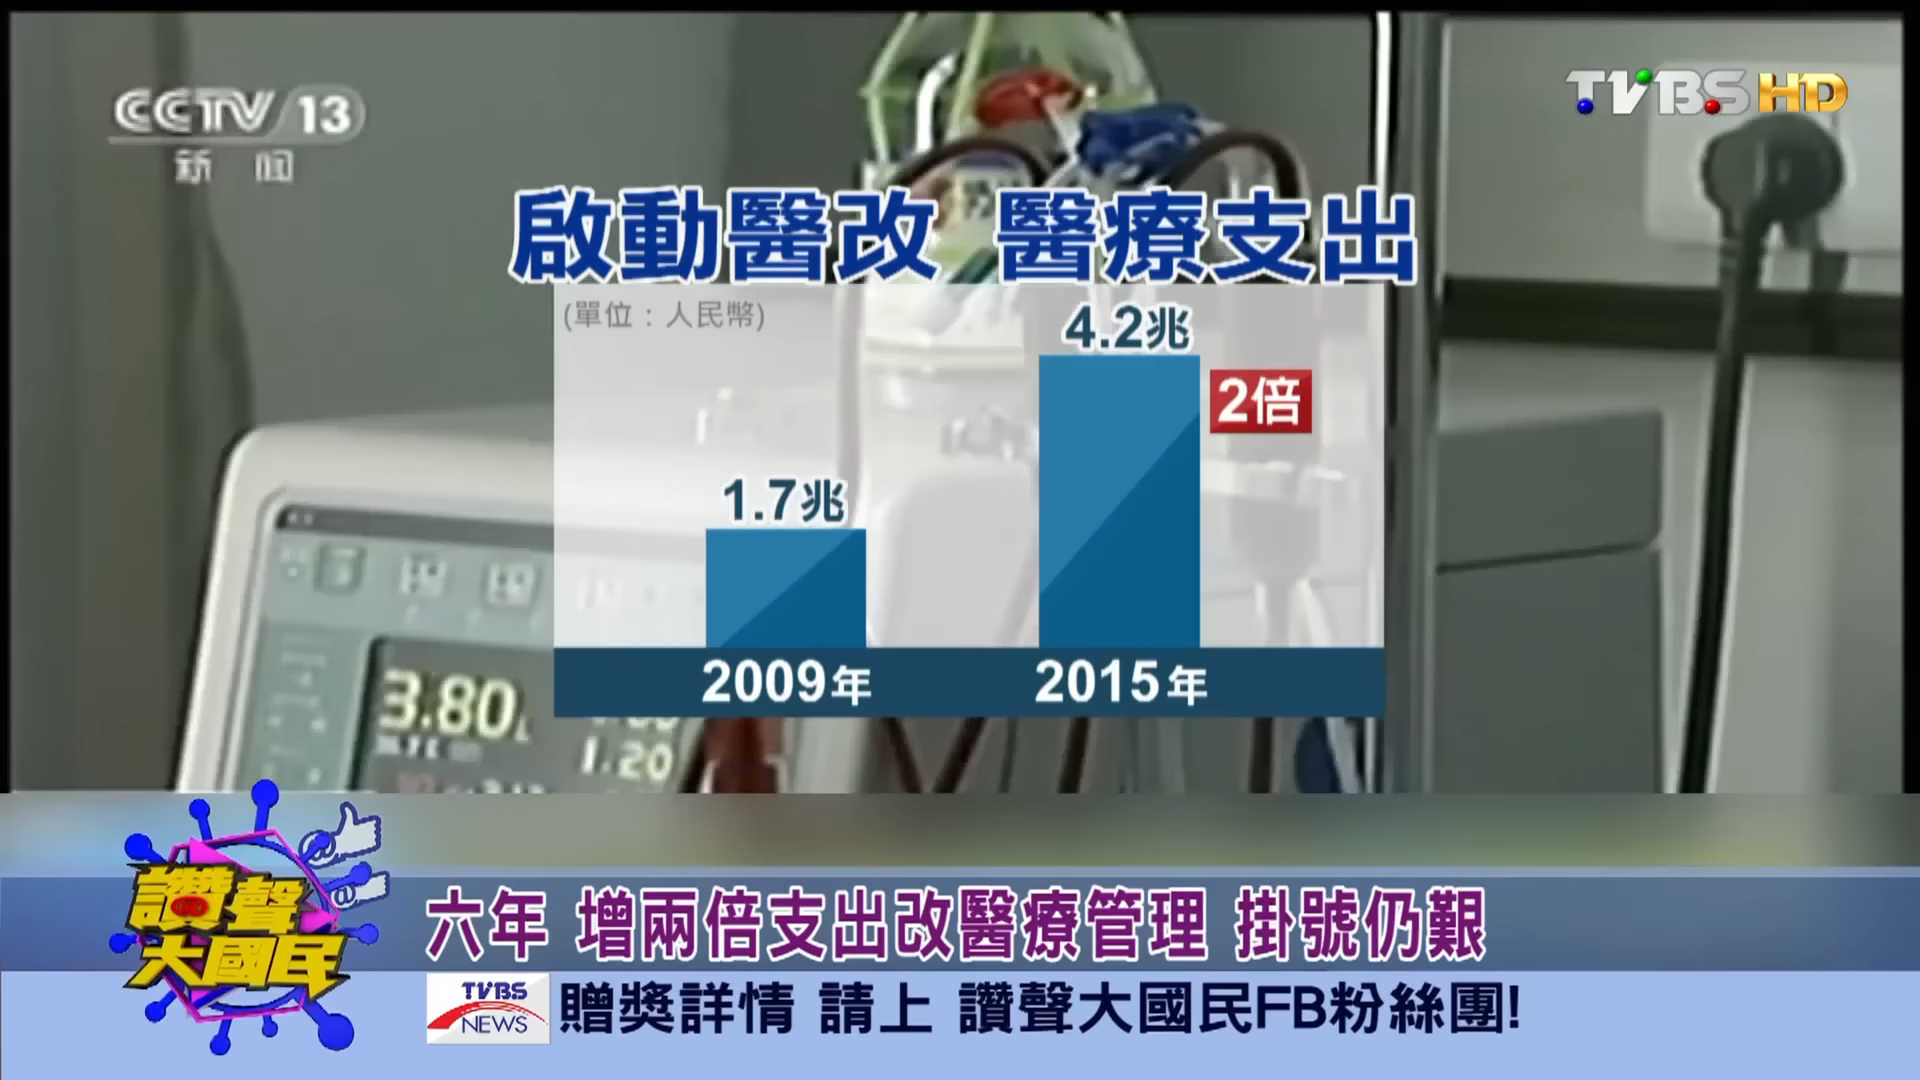 CCTV 13
新闻
TVBS HD
啟動醫改 醫療支出
(單位：人民幣)
4.2兆
2倍
1.7兆
2009年
2015年
3.80
1.20
讚聲
大國民
六年 增兩倍支出改醫療管理 掛號仍艱
TVBS NEWS
贈獎詳情 請上 讚聲大國民FB粉絲團!